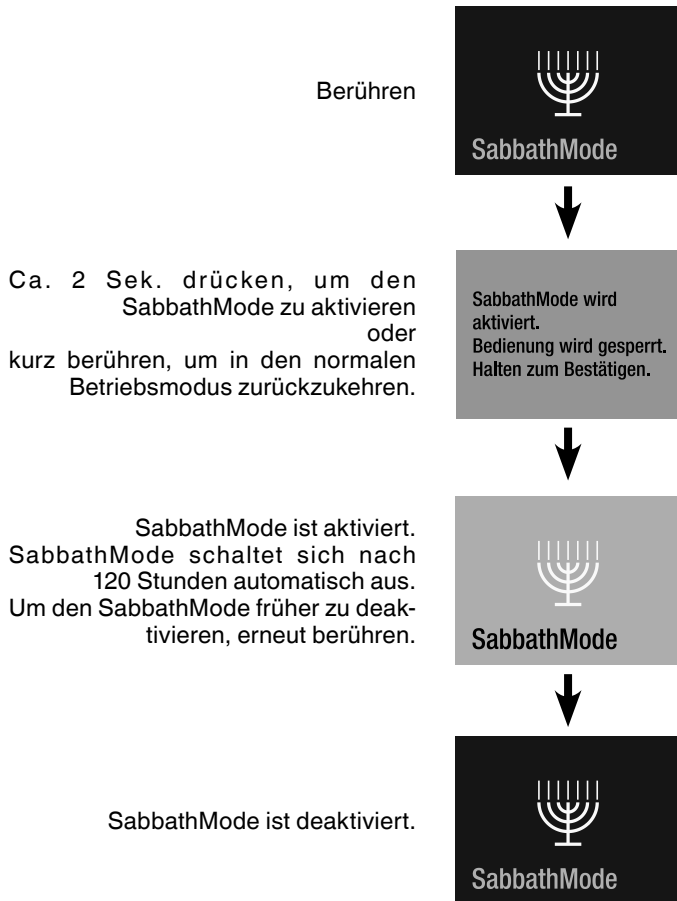 Berühren
SabbathMode
Ca. 2 Sek. drücken, um den
SabbathMode zu aktivieren
oder
kurz berühren, um in den normalen
Betriebsmodus zurückzukehren.
SabbathMode wird
aktiviert.
Bedienung wird gesperrt.
Halten zum Bestätigen.
SabbathMode ist aktiviert.
SabbathMode schaltet sich nach
120 Stunden automatisch aus.
Um den SabbathMode früher zu deak-
tivieren, erneut berühren.
SabbathMode
SabbathMode ist deaktiviert.
SabbathMode